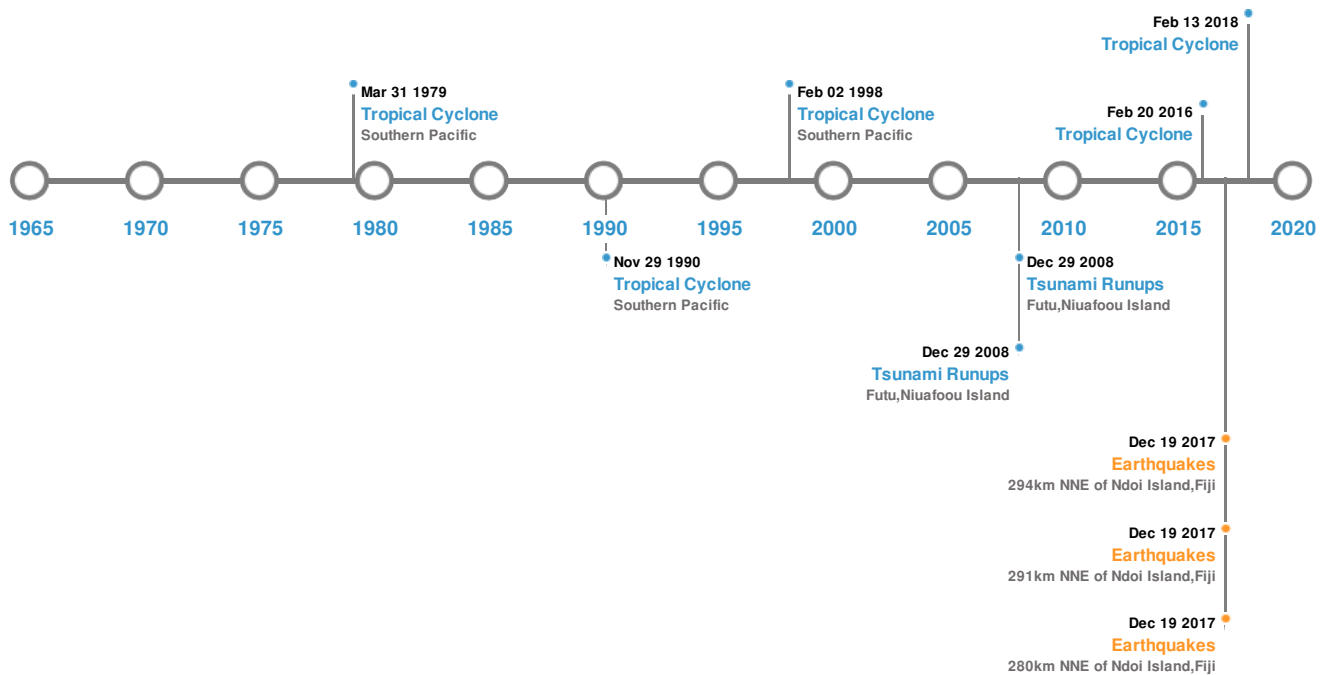 Feb 13 2018
Tropical Cyclone
Mar 31 1979
Tropical Cyclone
Southern Pacific
Feb 02 1998
Tropical Cyclone
Southern Pacific
Feb 20 2016
Tropical Cyclone
1965
1970
1975
1980
1985
1990
1995
2000
2005
2010
2015
2020
Nov 29 1990
Tropical Cyclone
Southern Pacific
Dec 29 2008
Tsunami Runups
Futu,Niuafoou Island
Dec 29 2008
Tsunami Runups
Futu,Niuafoou Island
Dec 19 2017
Earthquakes
294km NNE of Ndoi Island,Fiji
Dec 19 2017
Earthquakes
291km NNE of Ndoi Island,Fiji
Dec 19 2017
Earthquakes
280km NNE of Ndoi Island,Fiji